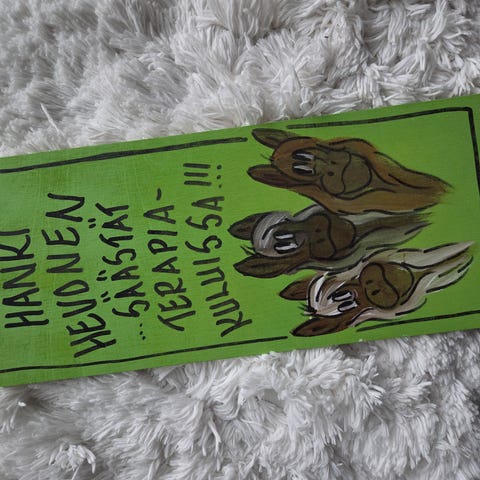 HANKI
HEVONEN
...SÄÄSTÄT
TERAPIA-
KULUISSA!!!